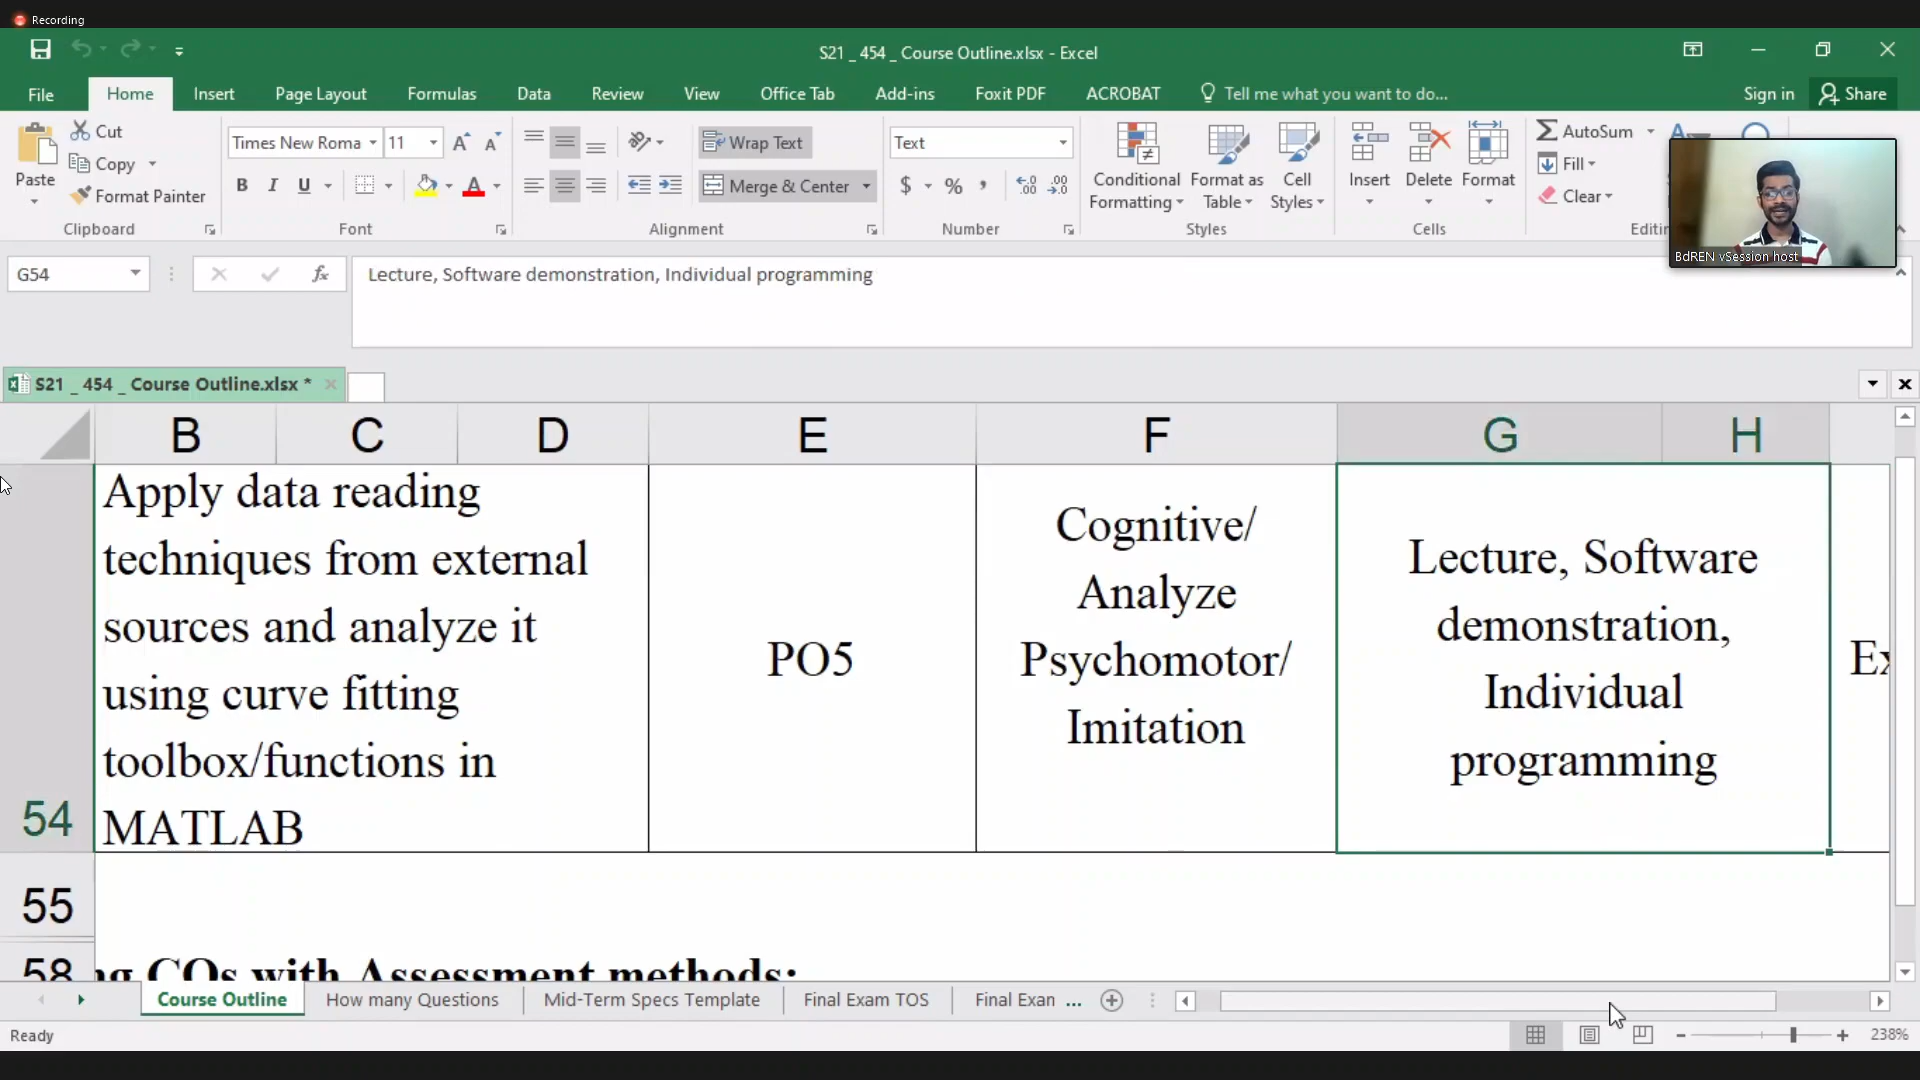 Recording
S21 _ 454 _ Course Outline.xlsx - Excel
File Home Insert Page Layout Formulas Data Review View Office Tab Add-ins Foxit PDF ACROBAT Tell me what you want to do... Sign in Share
Paste
Cut
Copy
Format Painter
Clipboard
Times New Roma 11
B I U
Font
Wrap Text
Merge & Center
Alignment
Text
$ % ,
Number
Conditional Formatting
Format as Table
Cell Styles
Styles
Insert Delete Format
Cells
AutoSum
Fill
Clear
BdREN vSession host
G54
fx
Lecture, Software demonstration, Individual programming
S21 _ 454 _ Course Outline.xlsx *
B C D E F G H
54
Apply data reading
techniques from external
sources and analyze it
using curve fitting
toolbox/functions in
MATLAB
PO5
Cognitive/
Analyze
Psychomotor/
Imitation
Lecture, Software
demonstration,
Individual
programming
55
58
COs with Assessment methods:
Course Outline How many Questions Mid-Term Specs Template Final Exam TOS Final Exan ...
Ready
238%